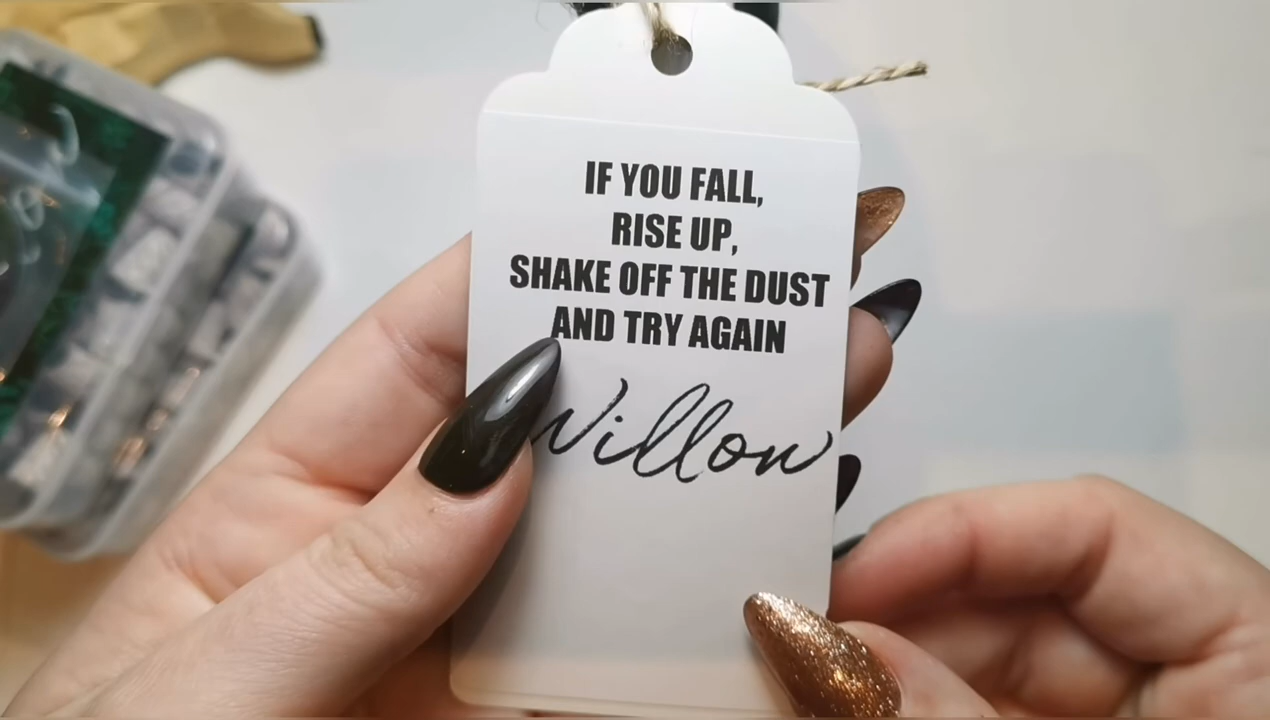 IF YOU FALL,
RISE UP,
SHAKE OFF THE DUST
AND TRY AGAIN
Willow